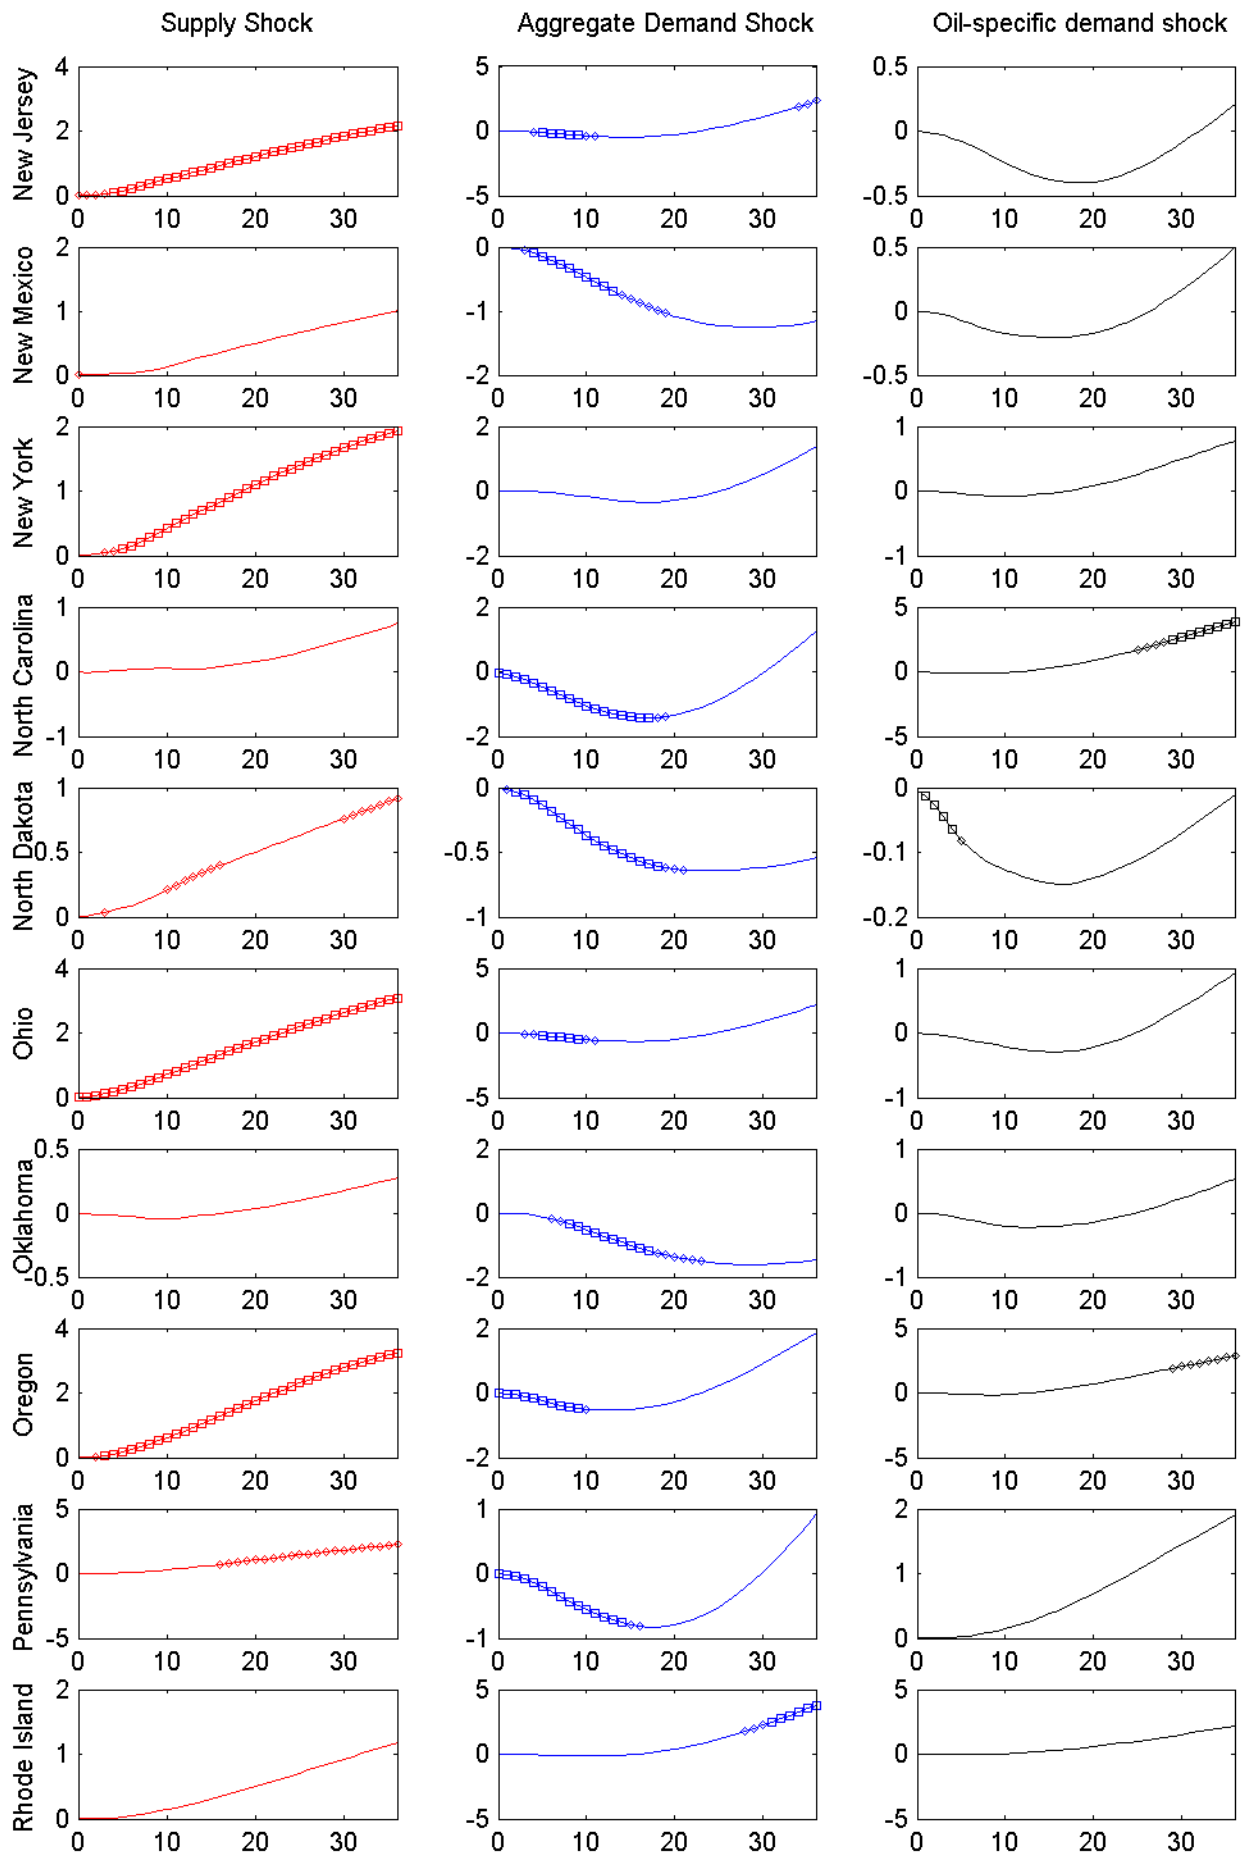 Supply Shock Aggregate Demand Shock Oil-specific demand shock
New Jersey
4 5 0.5
2 0 0
0 -5 -0.5
0 10 20 30 0 10 20 30 0 10 20 30
New Mexico
2 0 0.5
1 -1 0
0 -2 -0.5
0 10 20 30 0 10 20 30 0 10 20 30
New York
2 2 1
1 0 0
0 -2 -1
0 10 20 30 0 10 20 30 0 10 20 30
North Carolina
1 2 5
0 0 0
-1 -2 -5
0 10 20 30 0 10 20 30 0 10 20 30
North Dakota
1 0 0
0.5 -0.5 -0.1
0 -1 -0.2
0 10 20 30 0 10 20 30 0 10 20 30
Ohio
4 5 1
2 0 0
0 -5 -1
0 10 20 30 0 10 20 30 0 10 20 30
Oklahoma
0.5 2 1
0 0 0
-0.5 -2 -1
0 10 20 30 0 10 20 30 0 10 20 30
Oregon
4 2 5
2 0 0
0 -2 -5
0 10 20 30 0 10 20 30 0 10 20 30
Pennsylvania
5 1 2
0 0 1
-5 -1 0
0 10 20 30 0 10 20 30 0 10 20 30
Rhode Island
2 5 5
1 0 0
0 -5 -5
0 10 20 30 0 10 20 30 0 10 20 30